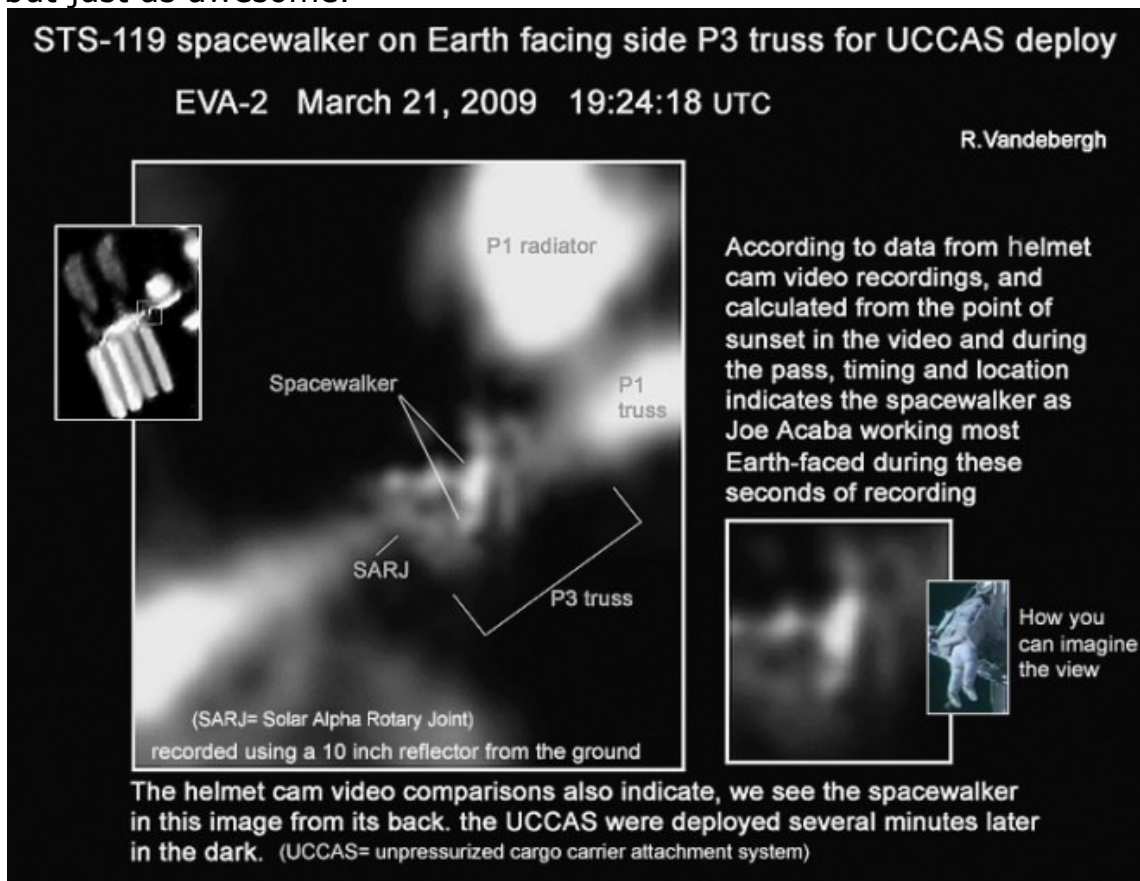 but just as awesome.
STS-119 spacewalker on Earth facing side P3 truss for UCCAS deploy
EVA-2 March 21, 2009 19:24:18 UTC
R.Vandebergh
P1 radiator
P1
truss
Spacewalker
SARJ
P3 truss
(SARJ= Solar Alpha Rotary Joint)
recorded using a 10 inch reflector from the ground
According to data from helmet
cam video recordings, and
calculated from the point of
sunset in the video and during
the pass, timing and location
indicates the spacewalker as
Joe Acaba working most
Earth-faced during these
seconds of recording
How you
can imagine
the view
The helmet cam video comparisons also indicate, we see the spacewalker
in this image from its back. the UCCAS were deployed several minutes later
in the dark. (UCCAS= unpressurized cargo carrier attachment system)